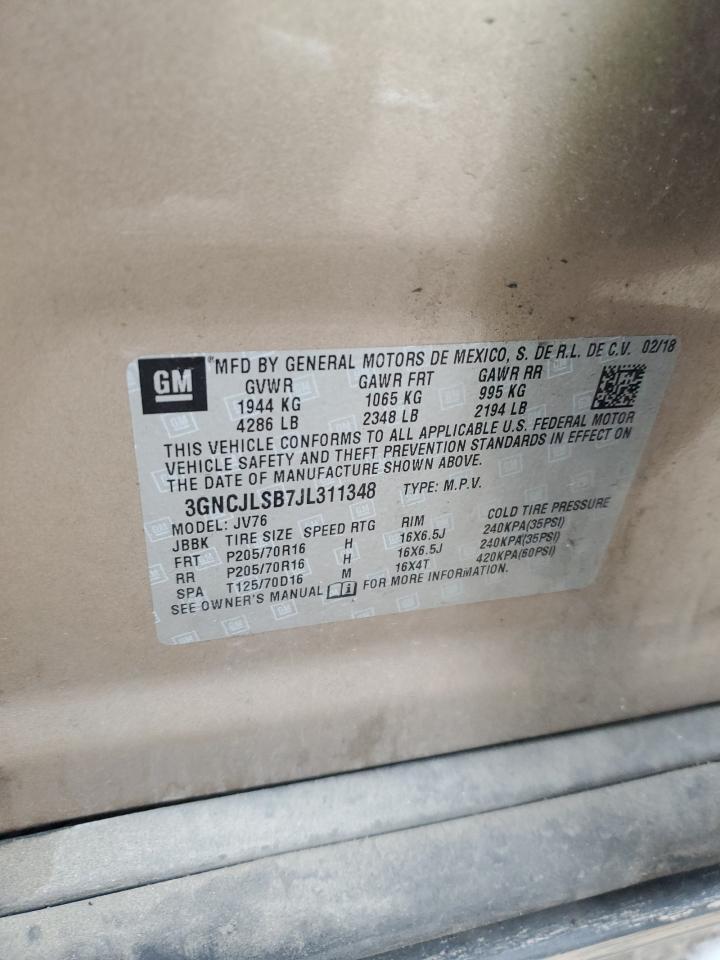 GM
®MFD BY GENERAL MOTORS DE MEXICO, S. DE R.L. DE C.V. 02/18
GVWR GAWR FRT GAWR RR
1944 KG 1065 KG 995 KG
4286 LB 2348 LB 2194 LB
THIS VEHICLE CONFORMS TO ALL APPLICABLE U.S. FEDERAL MOTOR
VEHICLE SAFETY AND THEFT PREVENTION STANDARDS IN EFFECT ON
THE DATE OF MANUFACTURE SHOWN ABOVE.
3GNCJLSB7JL311348 TYPE: M.P.V.
MODEL: JV76
JBBK TIRE SIZE SPEED RTG RIM COLD TIRE PRESSURE
FRT P205/70R16 H 16X6.5J 240KPA(35PSI)
RR P205/70R16 H 16X6.5J 240KPA(35PSI)
SPA T125/70D16 M 16X4T 420KPA(60PSI)
SEE OWNER'S MANUAL FOR MORE INFORMATION.